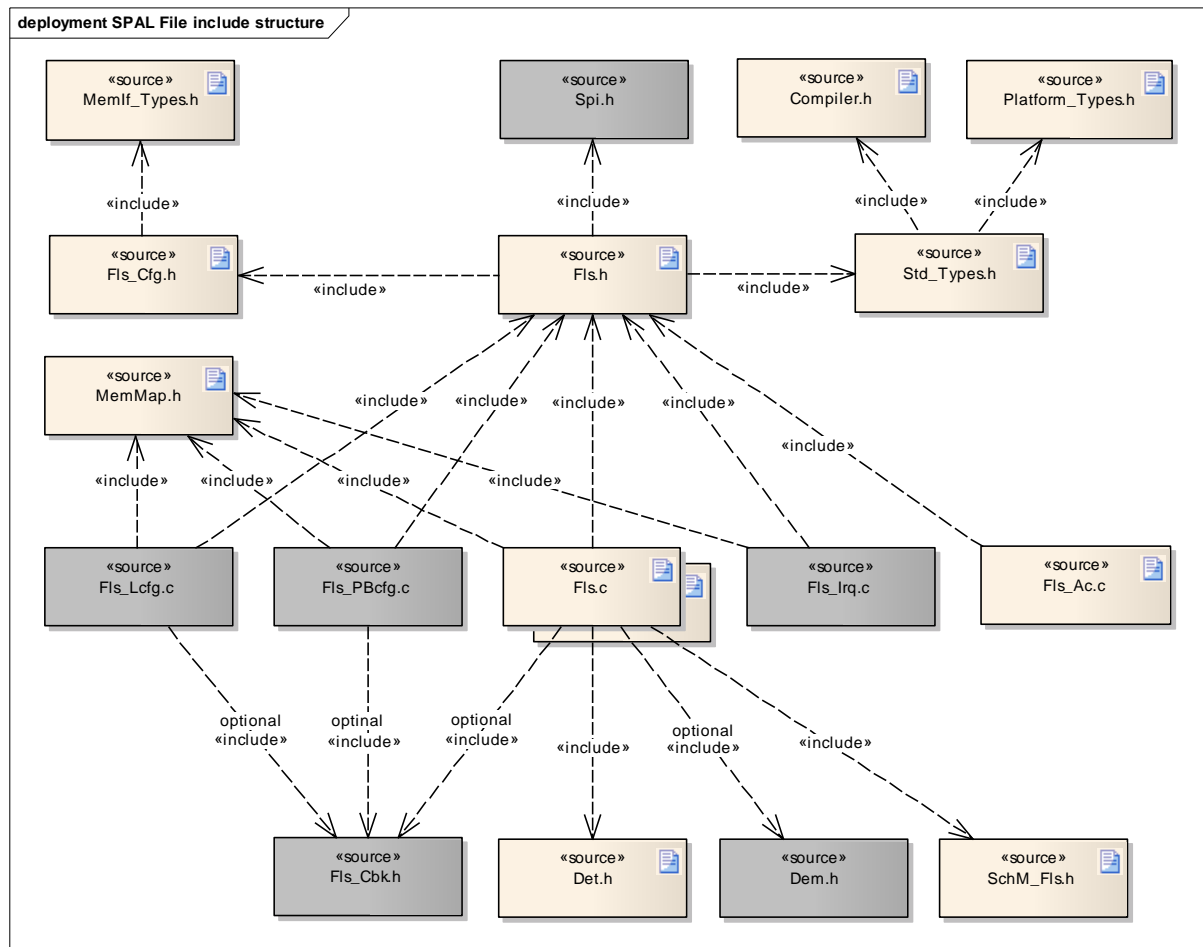 deployment SPAL File include structure
«source»
MemIf_Types.h
«source»
Spi.h
«source»
Compiler.h
«source»
Platform_Types.h
«include»
«include»
«include»
«include»
«source»
Fls_Cfg.h
«source»
Fls.h
«source»
Std_Types.h
«include»
«include»
«source»
MemMap.h
«include»
«include»
«include»
«include»
«include»
«include»
«include»
«include»
«include»
«source»
Fls_Lcfg.c
«source»
Fls_PBcfg.c
«source»
Fls.c
«source»
Fls_Irq.c
«source»
Fls_Ac.c
optional
«include»
optinal
«include»
optional
«include»
«include»
optional
«include»
«include»
«source»
Fls_Cbk.h
«source»
Det.h
«source»
Dem.h
«source»
SchM_Fls.h